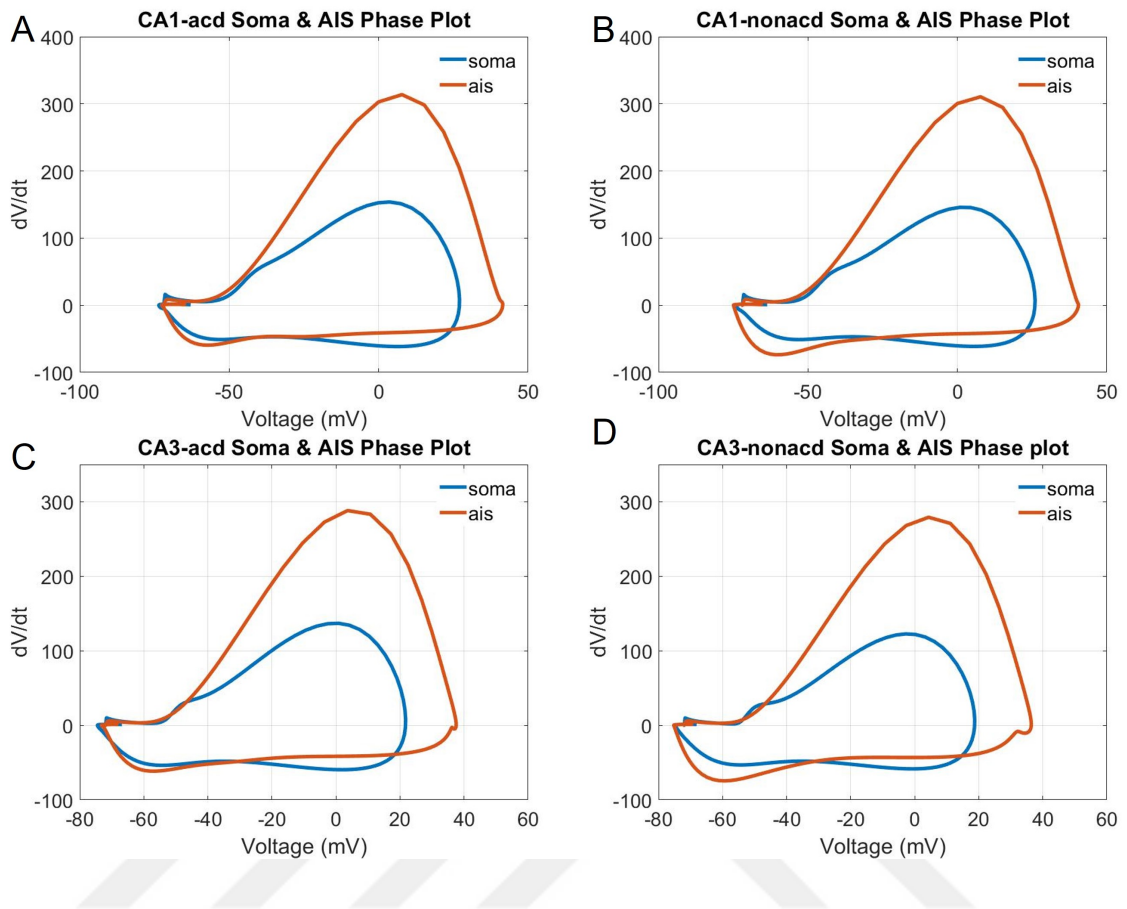 A
CA1-acd Soma & AIS Phase Plot
400
300
200
100
0
-100
dV/dt
-100
-50
0
50
Voltage (mV)
soma
ais
B
CA1-nonacd Soma & AIS Phase Plot
400
300
200
100
0
-100
dV/dt
-100
-50
0
50
Voltage (mV)
soma
ais
C
CA3-acd Soma & AIS Phase Plot
300
200
100
0
-100
dV/dt
-80
-60
-40
-20
0
20
40
60
Voltage (mV)
soma
ais
D
CA3-nonacd Soma & AIS Phase plot
300
200
100
0
-100
dV/dt
-80
-60
-40
-20
0
20
40
60
Voltage (mV)
soma
ais